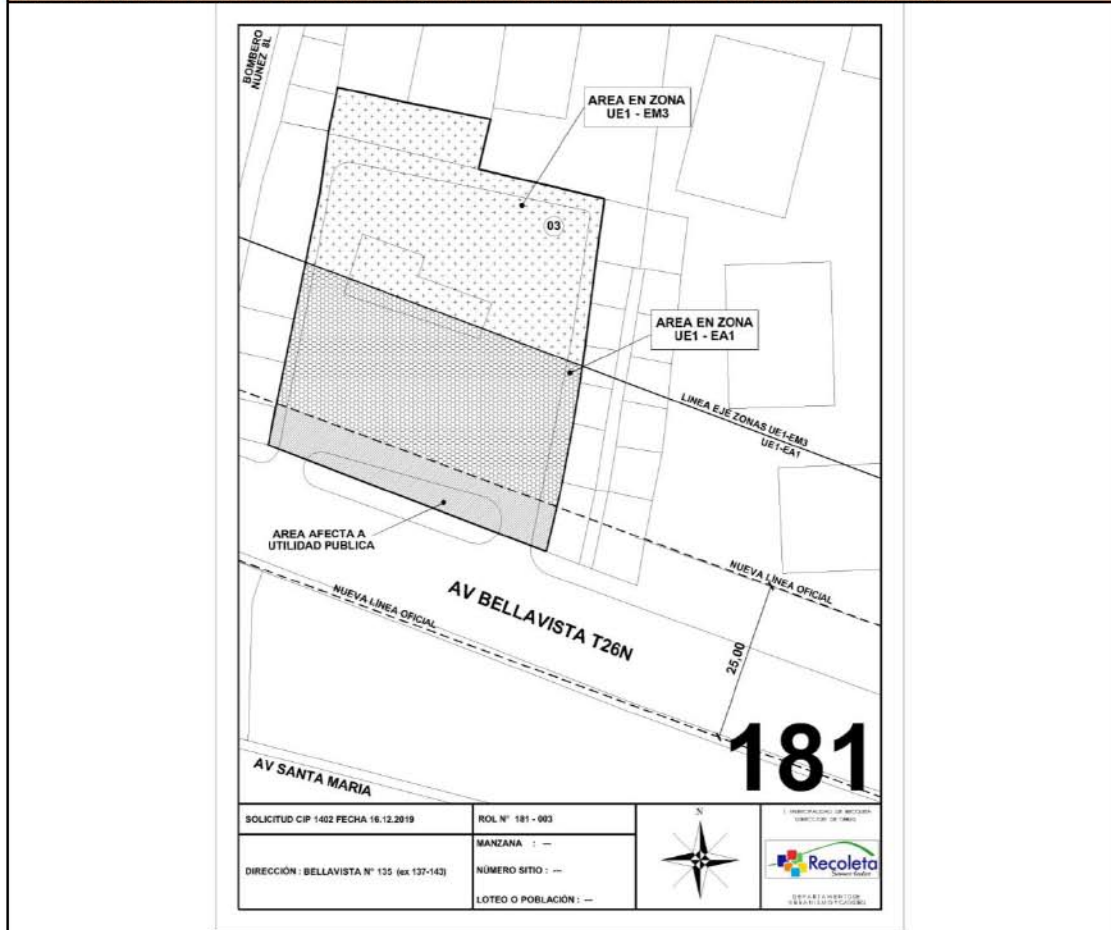 BOMBERO
NUÑEZ 8L
AREA EN ZONA
UE1 - EM3
03
AREA EN ZONA
UE1 - EA1
LINEA EJE ZONAS UE1-EM3
UE1-EA1
AREA AFECTA A
UTILIDAD PUBLICA
NUEVA LÍNEA OFICIAL
NUEVA LÍNEA OFICIAL
AV BELLAVISTA T26N
25,00
181
AV SANTA MARIA
SOLICITUD CIP 1402 FECHA 16.12.2019
ROL N° 181 - 003
MANZANA : ---
DIRECCIÓN : BELLAVISTA N° 135 (ex 137-143)
NÚMERO SITIO : ---
LOTEO O POBLACIÓN : ---
N
Recoleta